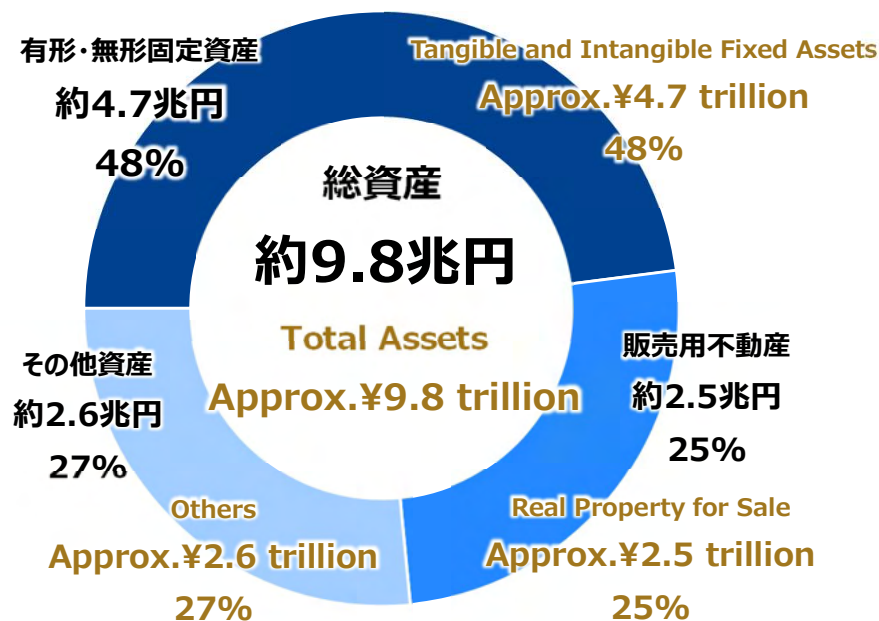 有形・無形固定資産
約4.7兆円
48%
Tangible and Intangible Fixed Assets
Approx.¥4.7 trillion
48%
総資産
約9.8兆円
Total Assets
Approx.¥9.8 trillion
その他資産
約2.6兆円
27%
Others
Approx.¥2.6 trillion
27%
販売用不動産
約2.5兆円
25%
Real Property for Sale
Approx.¥2.5 trillion
25%